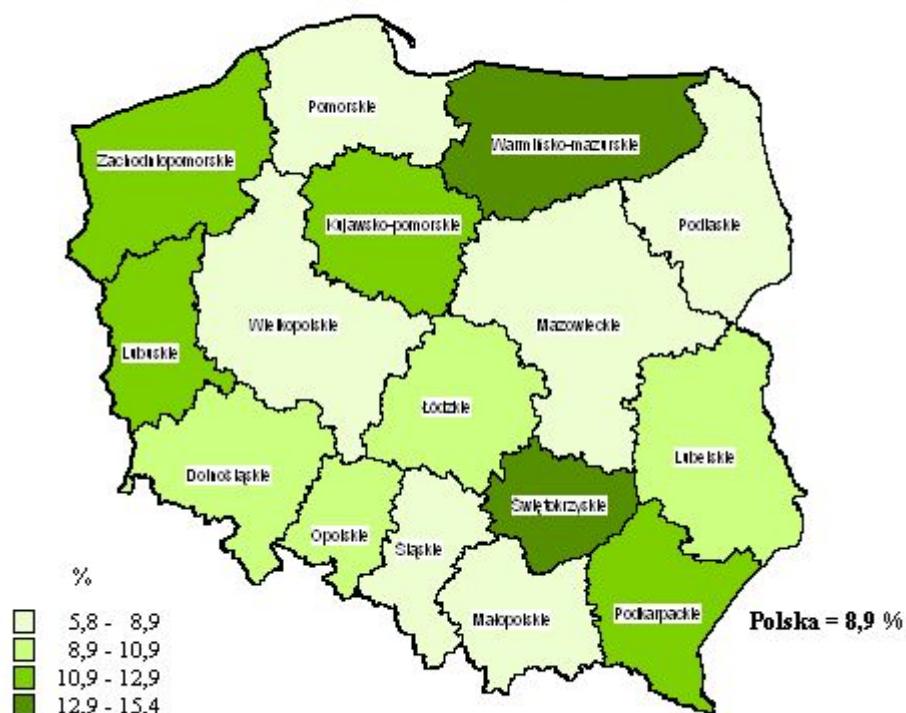 Pomorskie
Warmińsko-mazurskie
Zachodniopomorskie
Podlaskie
Kujawsko-pomorskie
Wielkopolskie
Mazowieckie
Lubuskie
Łódzkie
Lubelskie
Dolnośląskie
Świętokrzyskie
Opolskie
Śląskie
Małopolskie
Podkarpackie
Polska = 8,9 %
%
5,8 - 8,9
8,9 - 10,9
10,9 - 12,9
12,9 - 15,4